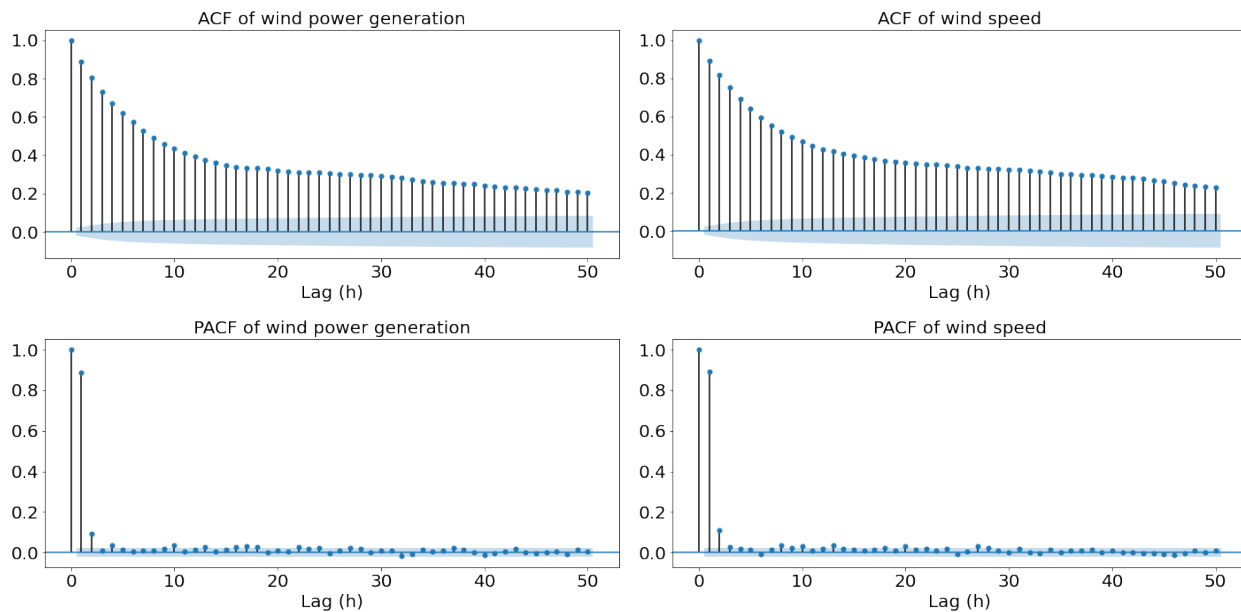 ACF of wind power generation
1.0
0.8
0.6
0.4
0.2
0.0
0 10 20 30 40 50
Lag (h)
ACF of wind speed
1.0
0.8
0.6
0.4
0.2
0.0
0 10 20 30 40 50
Lag (h)
PACF of wind power generation
1.0
0.8
0.6
0.4
0.2
0.0
0 10 20 30 40 50
Lag (h)
PACF of wind speed
1.0
0.8
0.6
0.4
0.2
0.0
0 10 20 30 40 50
Lag (h)